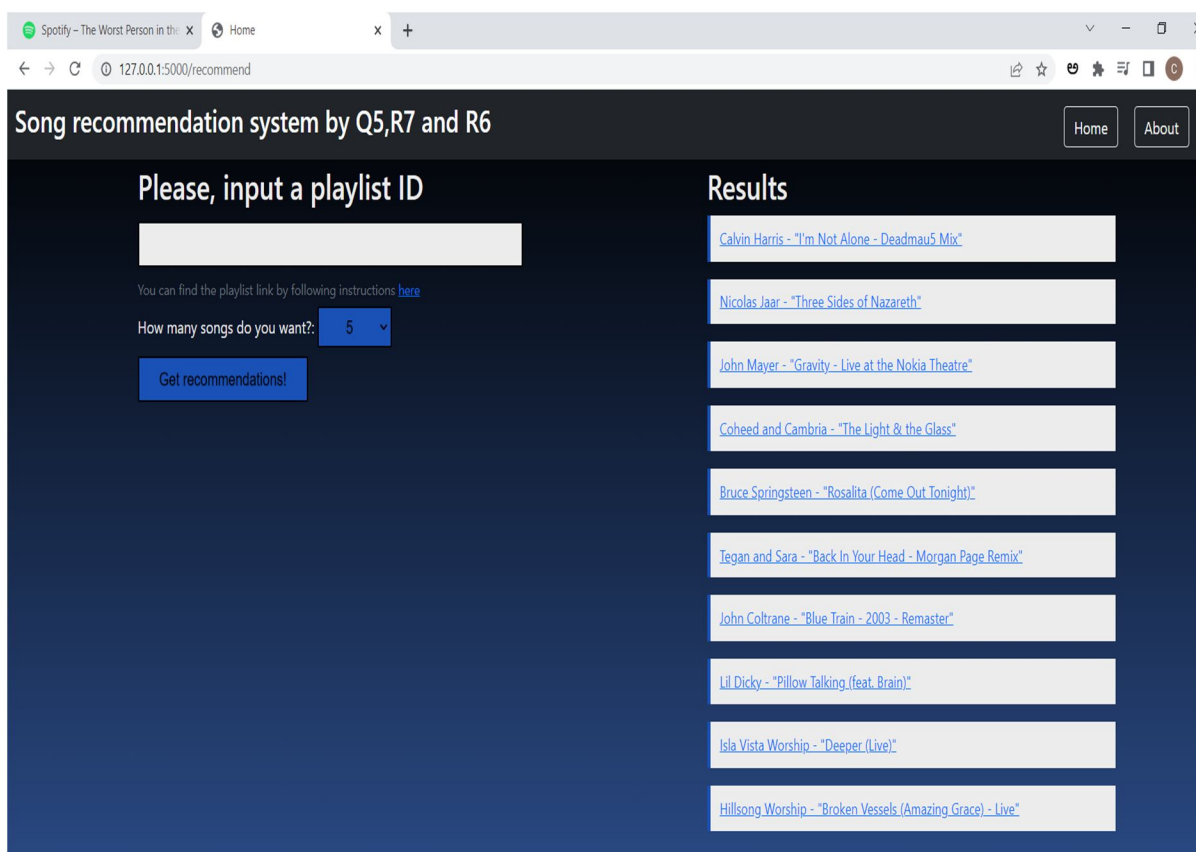 Spotify – The Worst Person in the
Home
127.0.0.1:5000/recommend
Song recommendation system by Q5,R7 and R6
Home
About
Please, input a playlist ID
You can find the playlist link by following instructions here
How many songs do you want?: 5
Get recommendations!
Results
Calvin Harris - "I'm Not Alone - Deadmau5 Mix"
Nicolas Jaar - "Three Sides of Nazareth"
John Mayer - "Gravity - Live at the Nokia Theatre"
Coheed and Cambria - "The Light & the Glass"
Bruce Springsteen - "Rosalita (Come Out Tonight)"
Tegan and Sara - "Back In Your Head - Morgan Page Remix"
John Coltrane - "Blue Train - 2003 - Remaster"
Lil Dicky - "Pillow Talking (feat. Brain)"
Isla Vista Worship - "Deeper (Live)"
Hillsong Worship - "Broken Vessels (Amazing Grace) - Live"